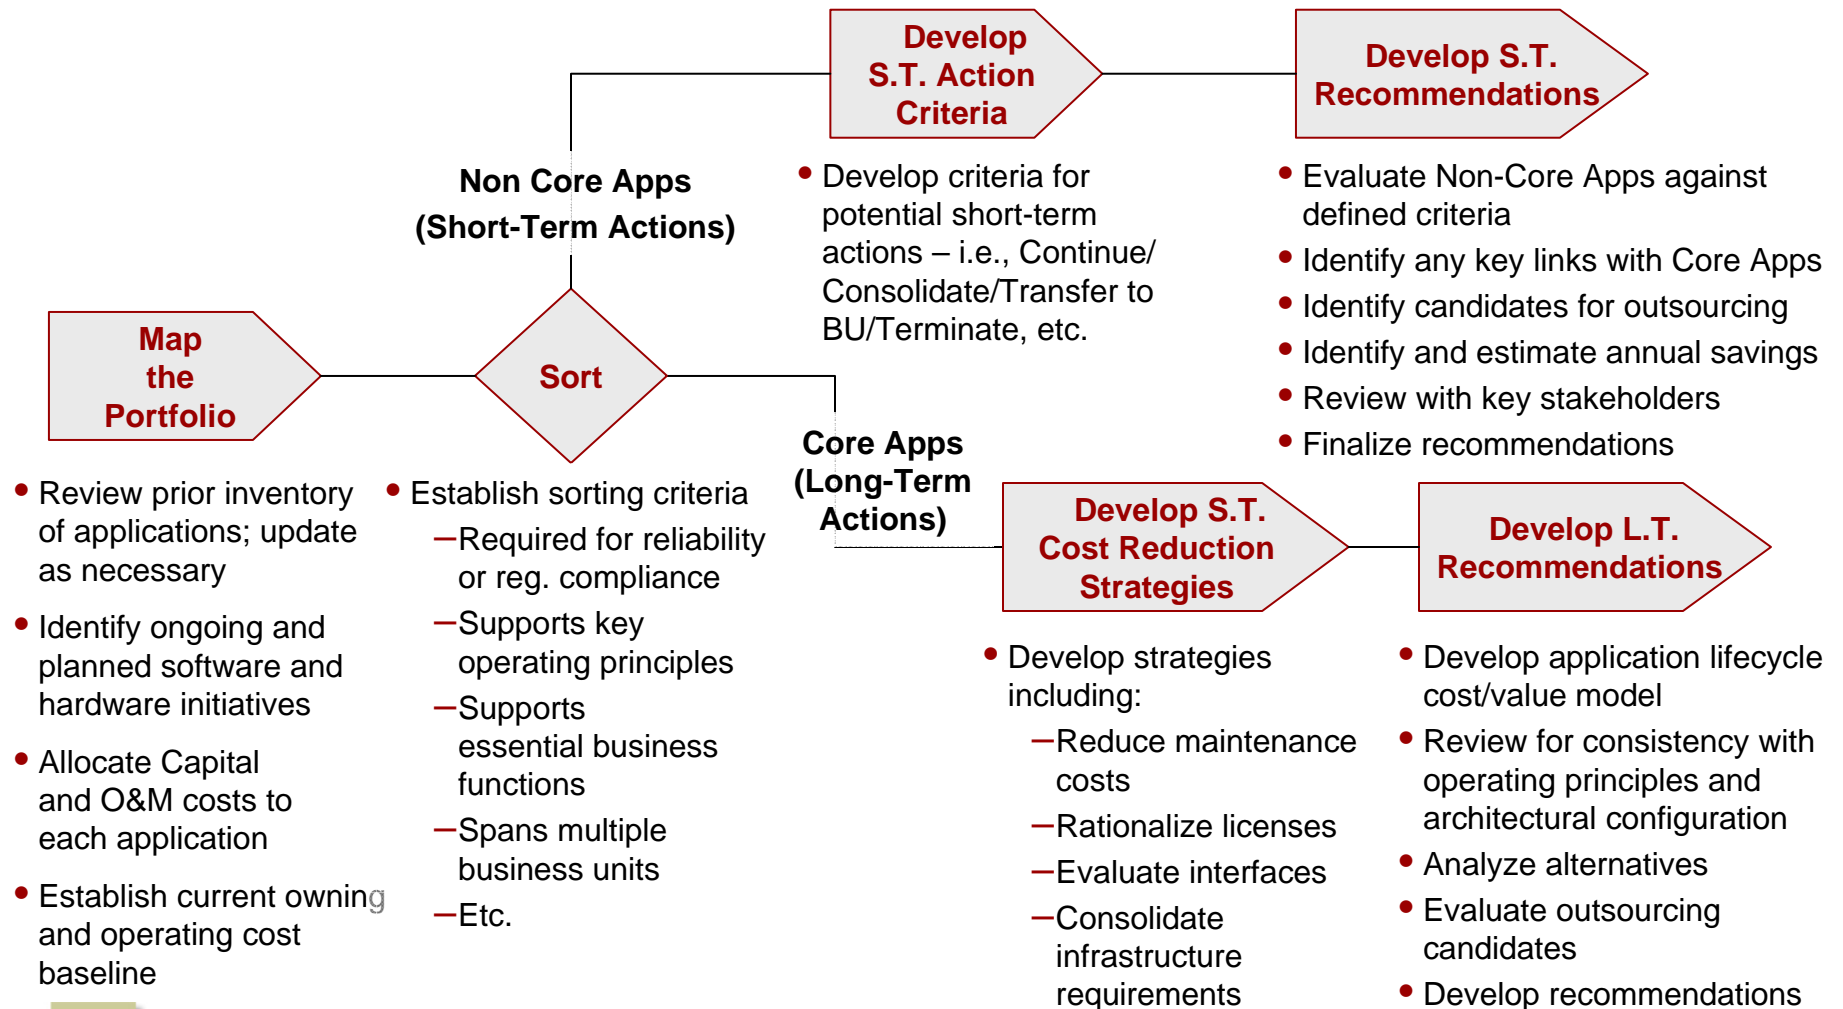 Develop
S.T. Action
Criteria
Develop S.T.
Recommendations
Non Core Apps
(Short-Term Actions)
• Develop criteria for
potential short-term
actions – i.e., Continue/
Consolidate/Transfer to
BU/Terminate, etc.
• Evaluate Non-Core Apps against
defined criteria
• Identify any key links with Core Apps
• Identify candidates for outsourcing
• Identify and estimate annual savings
• Review with key stakeholders
• Finalize recommendations
Map
the
Portfolio
Sort
Core Apps
(Long-Term
Actions)
• Review prior inventory
of applications; update
as necessary
• Identify ongoing and
planned software and
hardware initiatives
• Allocate Capital
and O&M costs to
each application
• Establish current owning
and operating cost
baseline
• Establish sorting criteria
–Required for reliability
or reg. compliance
–Supports key
operating principles
–Supports
essential business
functions
–Spans multiple
business units
–Etc.
Develop S.T.
Cost Reduction
Strategies
Develop L.T.
Recommendations
• Develop strategies
including:
–Reduce maintenance
costs
–Rationalize licenses
–Evaluate interfaces
–Consolidate
infrastructure
requirements
• Develop application lifecycle
cost/value model
• Review for consistency with
operating principles and
architectural configuration
• Analyze alternatives
• Evaluate outsourcing
candidates
• Develop recommendations